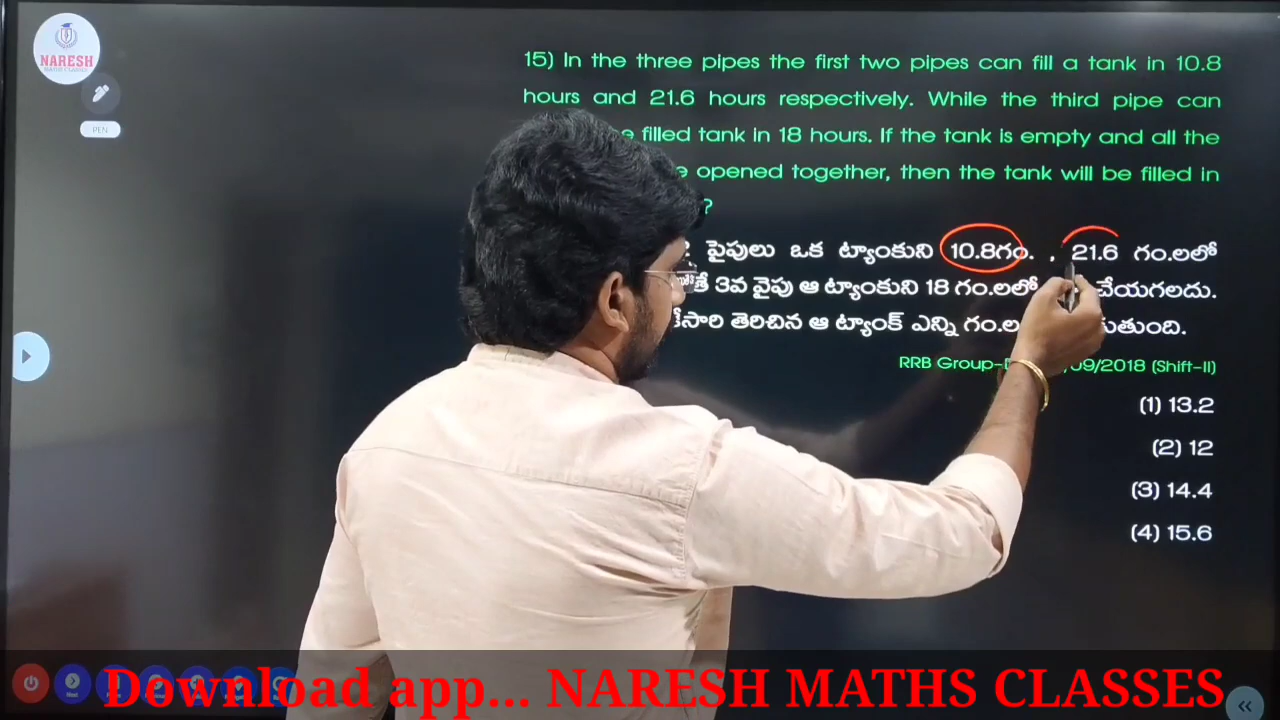 NARESH
MATHS CLASSES
PEN
15) In the three pipes the first two pipes can fill a tank in 10.8
hours and 21.6 hours respectively. While the third pipe can
filled tank in 18 hours. If the tank is empty and all the
opened together, then the tank will be filled in
?
పైపులు ఒక ట్యాంకుని 10.8గం. , 21.6 గం.లలో
3వ వైపు ఆ ట్యాంకుని 18 గం.లలో చేయగలదు.
తెరిచిన ఆ ట్యాంక్ ఎన్ని
RRB Group- /09/2018 (Shift-II)
(1) 13.2
(2) 12
(3) 14.4
(4) 15.6
Download app... NARESH MATHS CLASSES